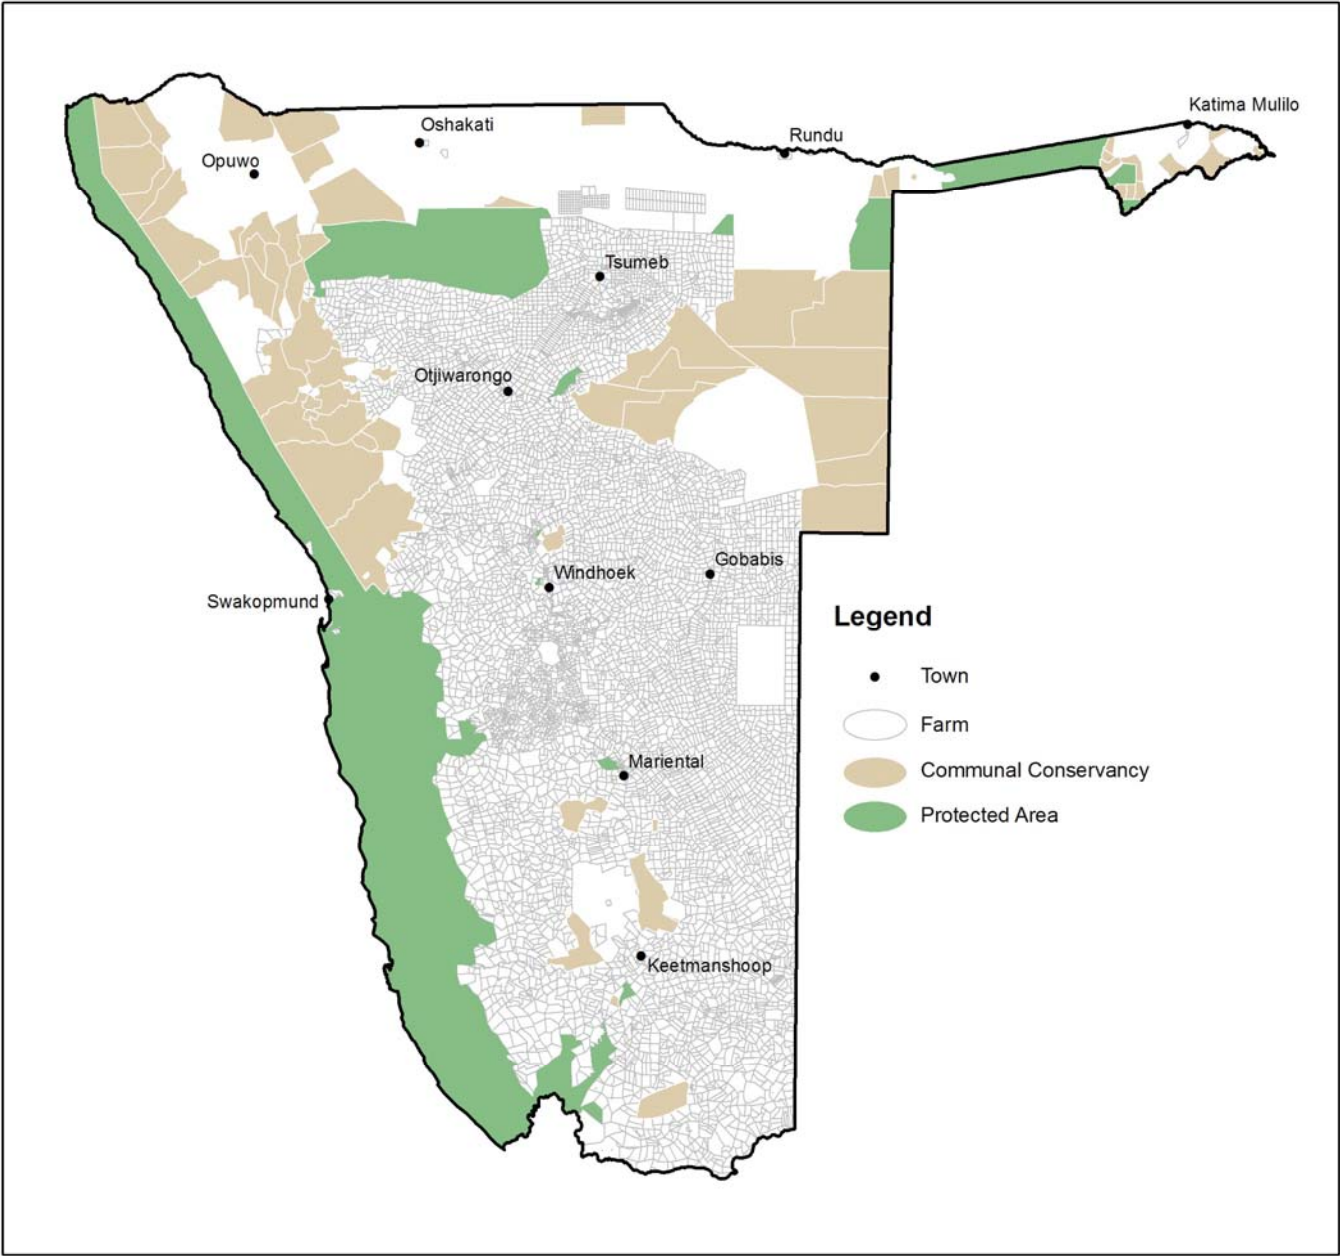 Katima Mulilo
Oshakati
Rundu
Opuwo
Tsumeb
Otjiwarongo
Gobabis
Windhoek
Swakopmund
Legend
Town
Farm
Mariental
Communal Conservancy
Protected Area
Keetmanshoop